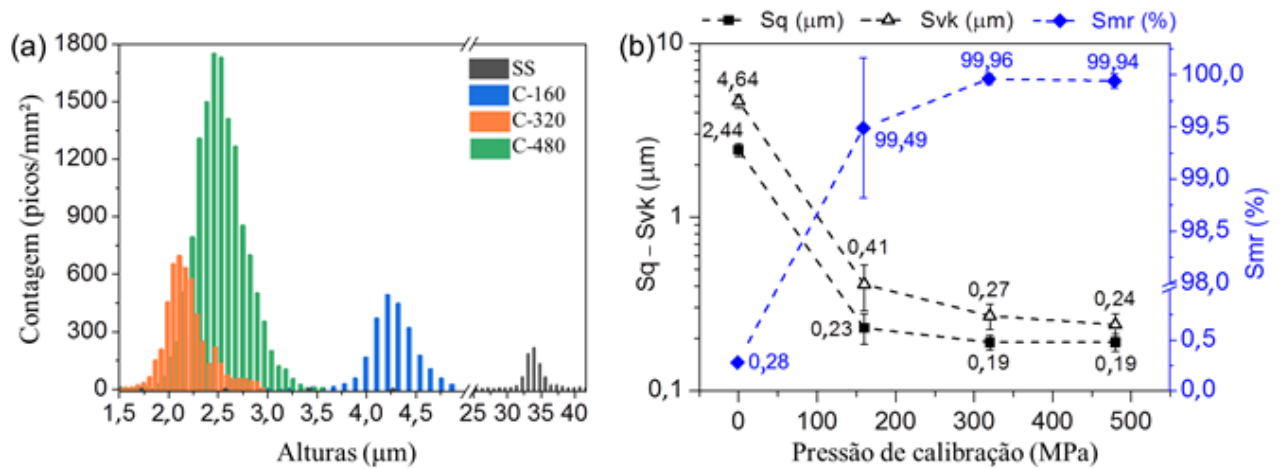 (a)
1800
1500
1200
900
600
300
0
Contagem (picos/mm²)
SS
C-160
C-320
C-480
1,5 2,0 2,5 3,0 3,5 4,0 4,5 25 30 35 40
Alturas (μm)
Sq (μm) Svk (μm) Smr (%)
(b)
10
1
0,1
Sq – Svk (μm)
4,64
2,44
0,28
99,49
0,41
0,23
99,96
0,27
0,19
99,94
0,24
0,19
100,0
99,5
99,0
98,5
98,0
0,5
0,0
Smr (%)
0 100 200 300 400 500
Pressão de calibração (MPa)